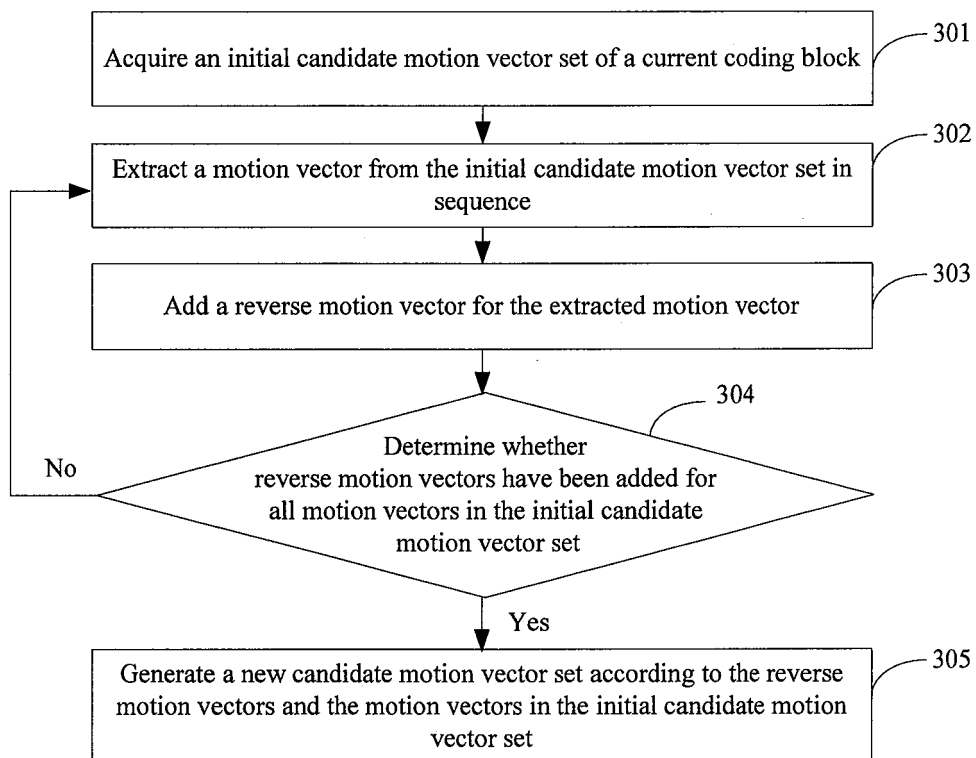 301
Acquire an initial candidate motion vector set of a current coding block
302
Extract a motion vector from the initial candidate motion vector set in
sequence
303
Add a reverse motion vector for the extracted motion vector
304
Determine whether
reverse motion vectors have been added for
all motion vectors in the initial candidate
motion vector set
No
Yes
305
Generate a new candidate motion vector set according to the reverse
motion vectors and the motion vectors in the initial candidate motion
vector set